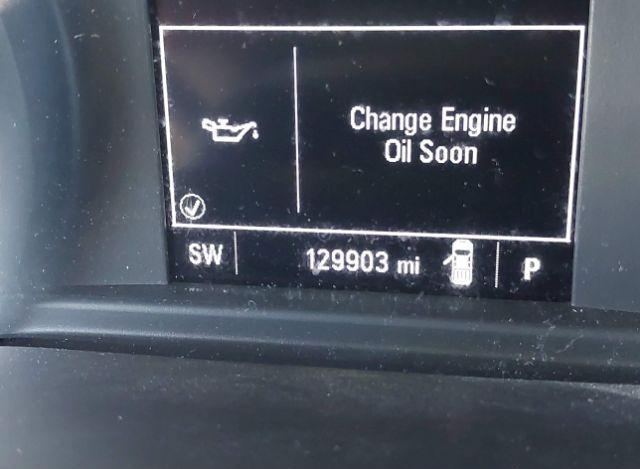 Change Engine
Oil Soon
SW 129903 mi P